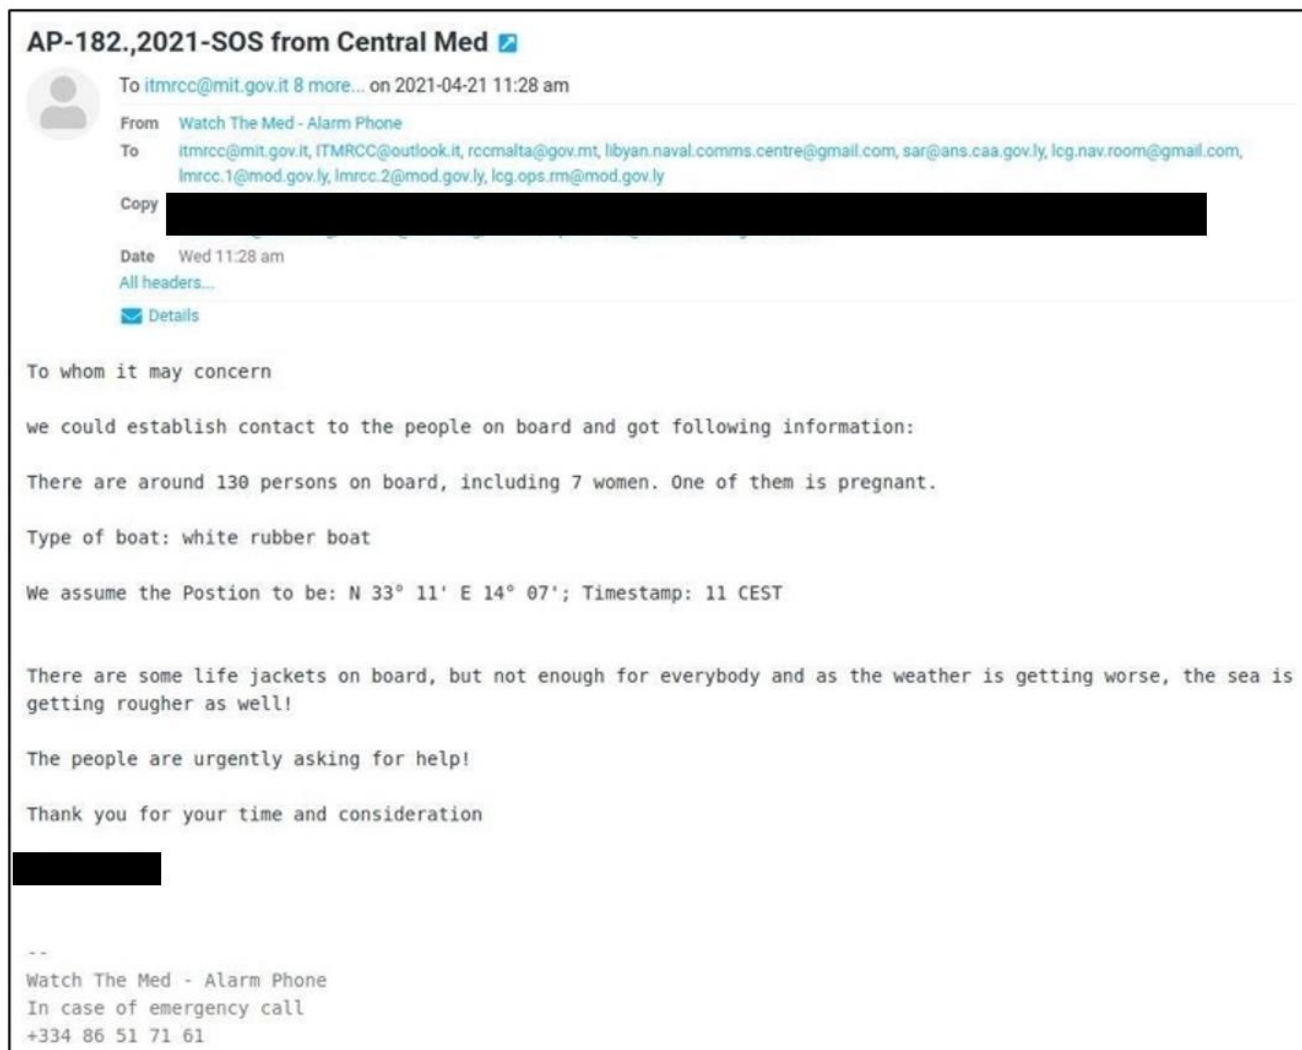 AP-182.,2021-SOS from Central Med
To itmrcc@mit.gov.it 8 more... on 2021-04-21 11:28 am
From Watch The Med - Alarm Phone
To itmrcc@mit.gov.it, ITMRCC@outlook.it, rccmalta@gov.mt, libyan.naval.comms.centre@gmail.com, sar@ans.caa.gov.ly, lcg.nav.room@gmail.com,
lmrcc.1@mod.gov.ly, lmrcc.2@mod.gov.ly, lcg.ops.rm@mod.gov.ly
Copy
Date Wed 11:28 am
All headers...
Details
To whom it may concern
we could establish contact to the people on board and got following information:
There are around 130 persons on board, including 7 women. One of them is pregnant.
Type of boat: white rubber boat
We assume the Postion to be: N 33° 11' E 14° 07'; Timestamp: 11 CEST
There are some life jackets on board, but not enough for everybody and as the weather is getting worse, the sea is
getting rougher as well!
The people are urgently asking for help!
Thank you for your time and consideration
--
Watch The Med - Alarm Phone
In case of emergency call
+334 86 51 71 61